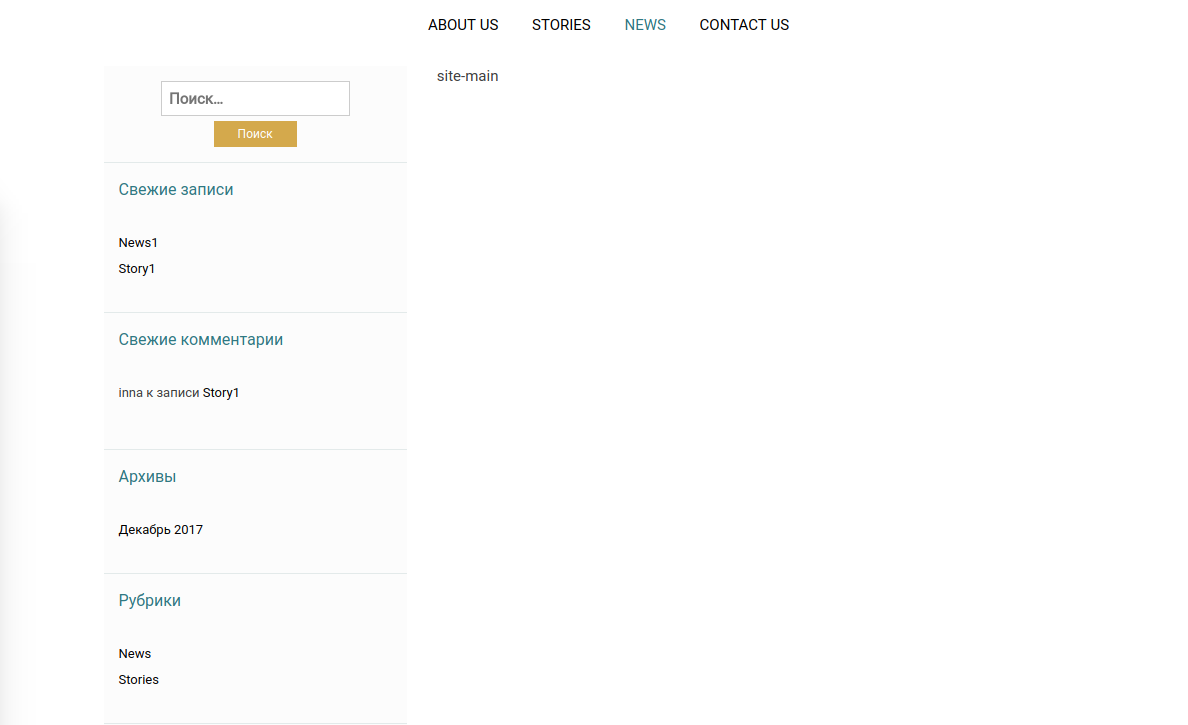 ABOUT US STORIES NEWS CONTACT US
site-main
Поиск…
Поиск
Свежие записи
News1
Story1
Свежие комментарии
inna к записи Story1
Архивы
Декабрь 2017
Рубрики
News
Stories